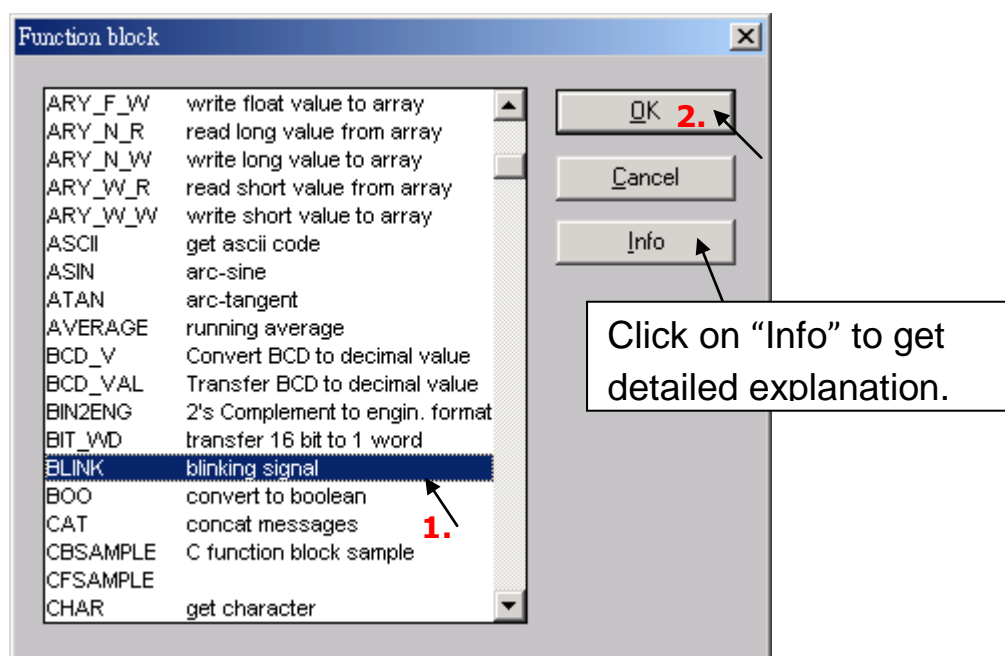 Function block
ARY_F_W write float value to array
ARY_N_R read long value from array
ARY_N_W write long value to array
ARY_W_R read short value from array
ARY_W_W write short value to array
ASCII get ascii code
ASIN arc-sine
ATAN arc-tangent
AVERAGE running average
BCD_V Convert BCD to decimal value
BCD_VAL Transfer BCD to decimal value
BIN2ENG 2's Complement to engin. format
BIT_WD transfer 16 bit to 1 word
BLINK blinking signal
BOO convert to boolean
CAT concat messages
1.
CBSAMPLE C function block sample
CFSAMPLE
CHAR get character
OK 2.
Cancel
Info
Click on “Info” to get
detailed explanation.